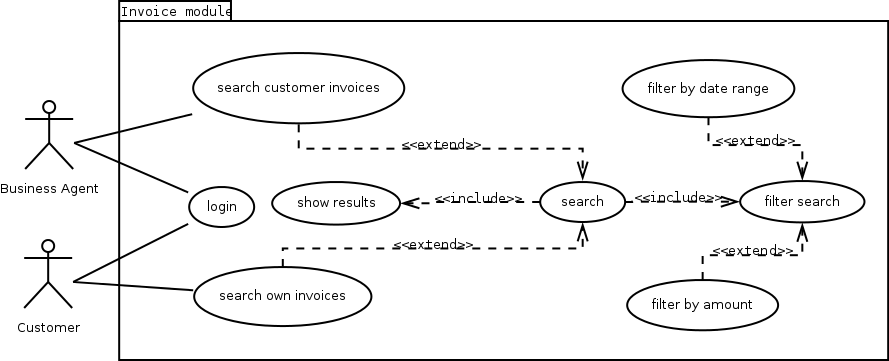 Invoice module
search customer invoices
filter by date range
<<extend>>
<<extend>>
Business Agent
login
show results
<<include>>
search
<<include>>
filter search
<<extend>>
<<extend>>
search own invoices
filter by amount
Customer